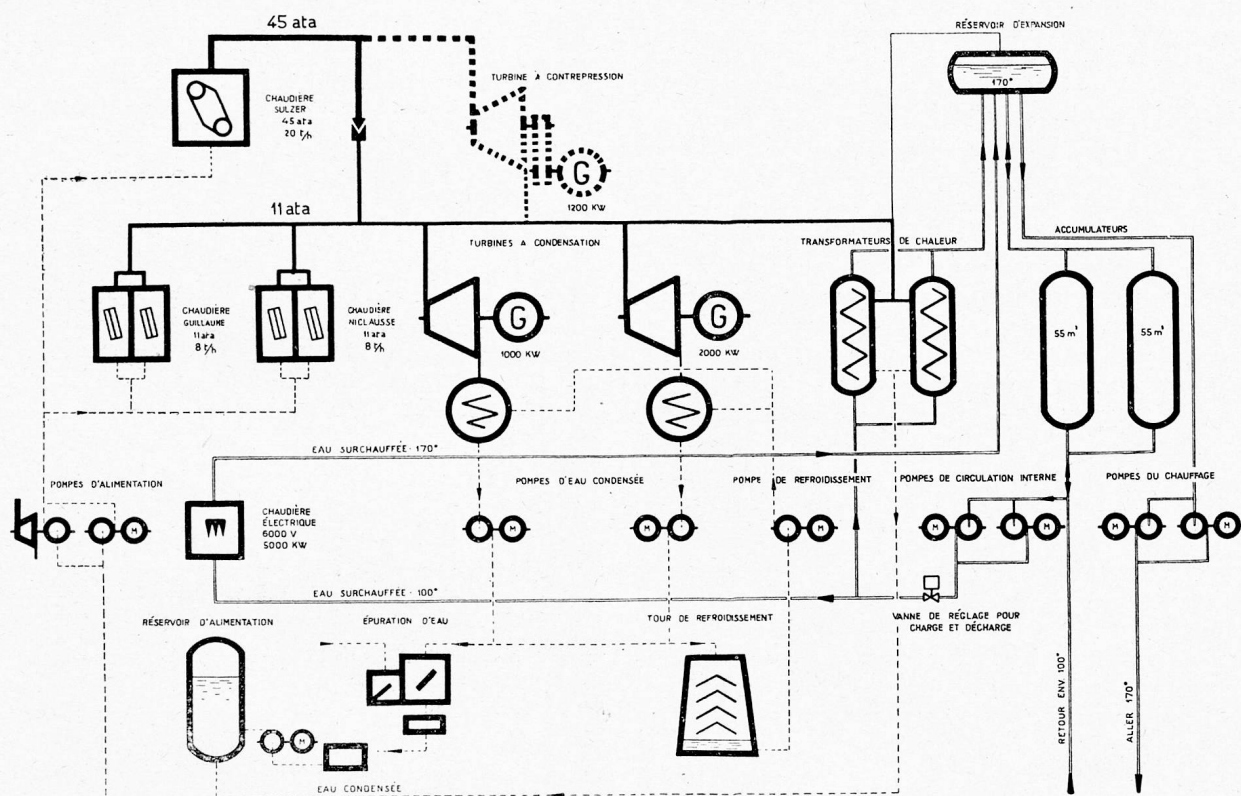 45 ata
RÉSERVOIR D'EXPANSION
170°
TURBINE À CONTREPRESSION
CHAUDIÈRE
SULZER
45 ata
20 t/h
G
1200 KW
11 ata
TURBINES A CONDENSATION
TRANSFORMATEURS DE CHALEUR
ACCUMULATEURS
CHAUDIÈRE
GUILLAUME
11 ata
8 t/h
CHAUDIÈRE
NICLAUSSE
11 ata
8 t/h
G
1000 KW
G
2000 KW
55 m³
55 m³
EAU SURCHAUFFÉE - 170°
POMPES D'ALIMENTATION
POMPES D'EAU CONDENSÉE
POMPE DE REFROIDISSEMENT
POMPES DE CIRCULATION INTERNE
POMPES DU CHAUFFAGE
M
CHAUDIÈRE
ÉLECTRIQUE
6000 V
5000 KW
M
M
M
M
M
M
M
EAU SURCHAUFFÉE - 100°
RÉSERVOIR D'ALIMENTATION
ÉPURATION D'EAU
TOUR DE REFROIDISSEMENT
VANNE DE RÉGLAGE POUR
CHARGE ET DÉCHARGE
RETOUR ENV. 100°
ALLER 170°
M
EAU CONDENSÉE